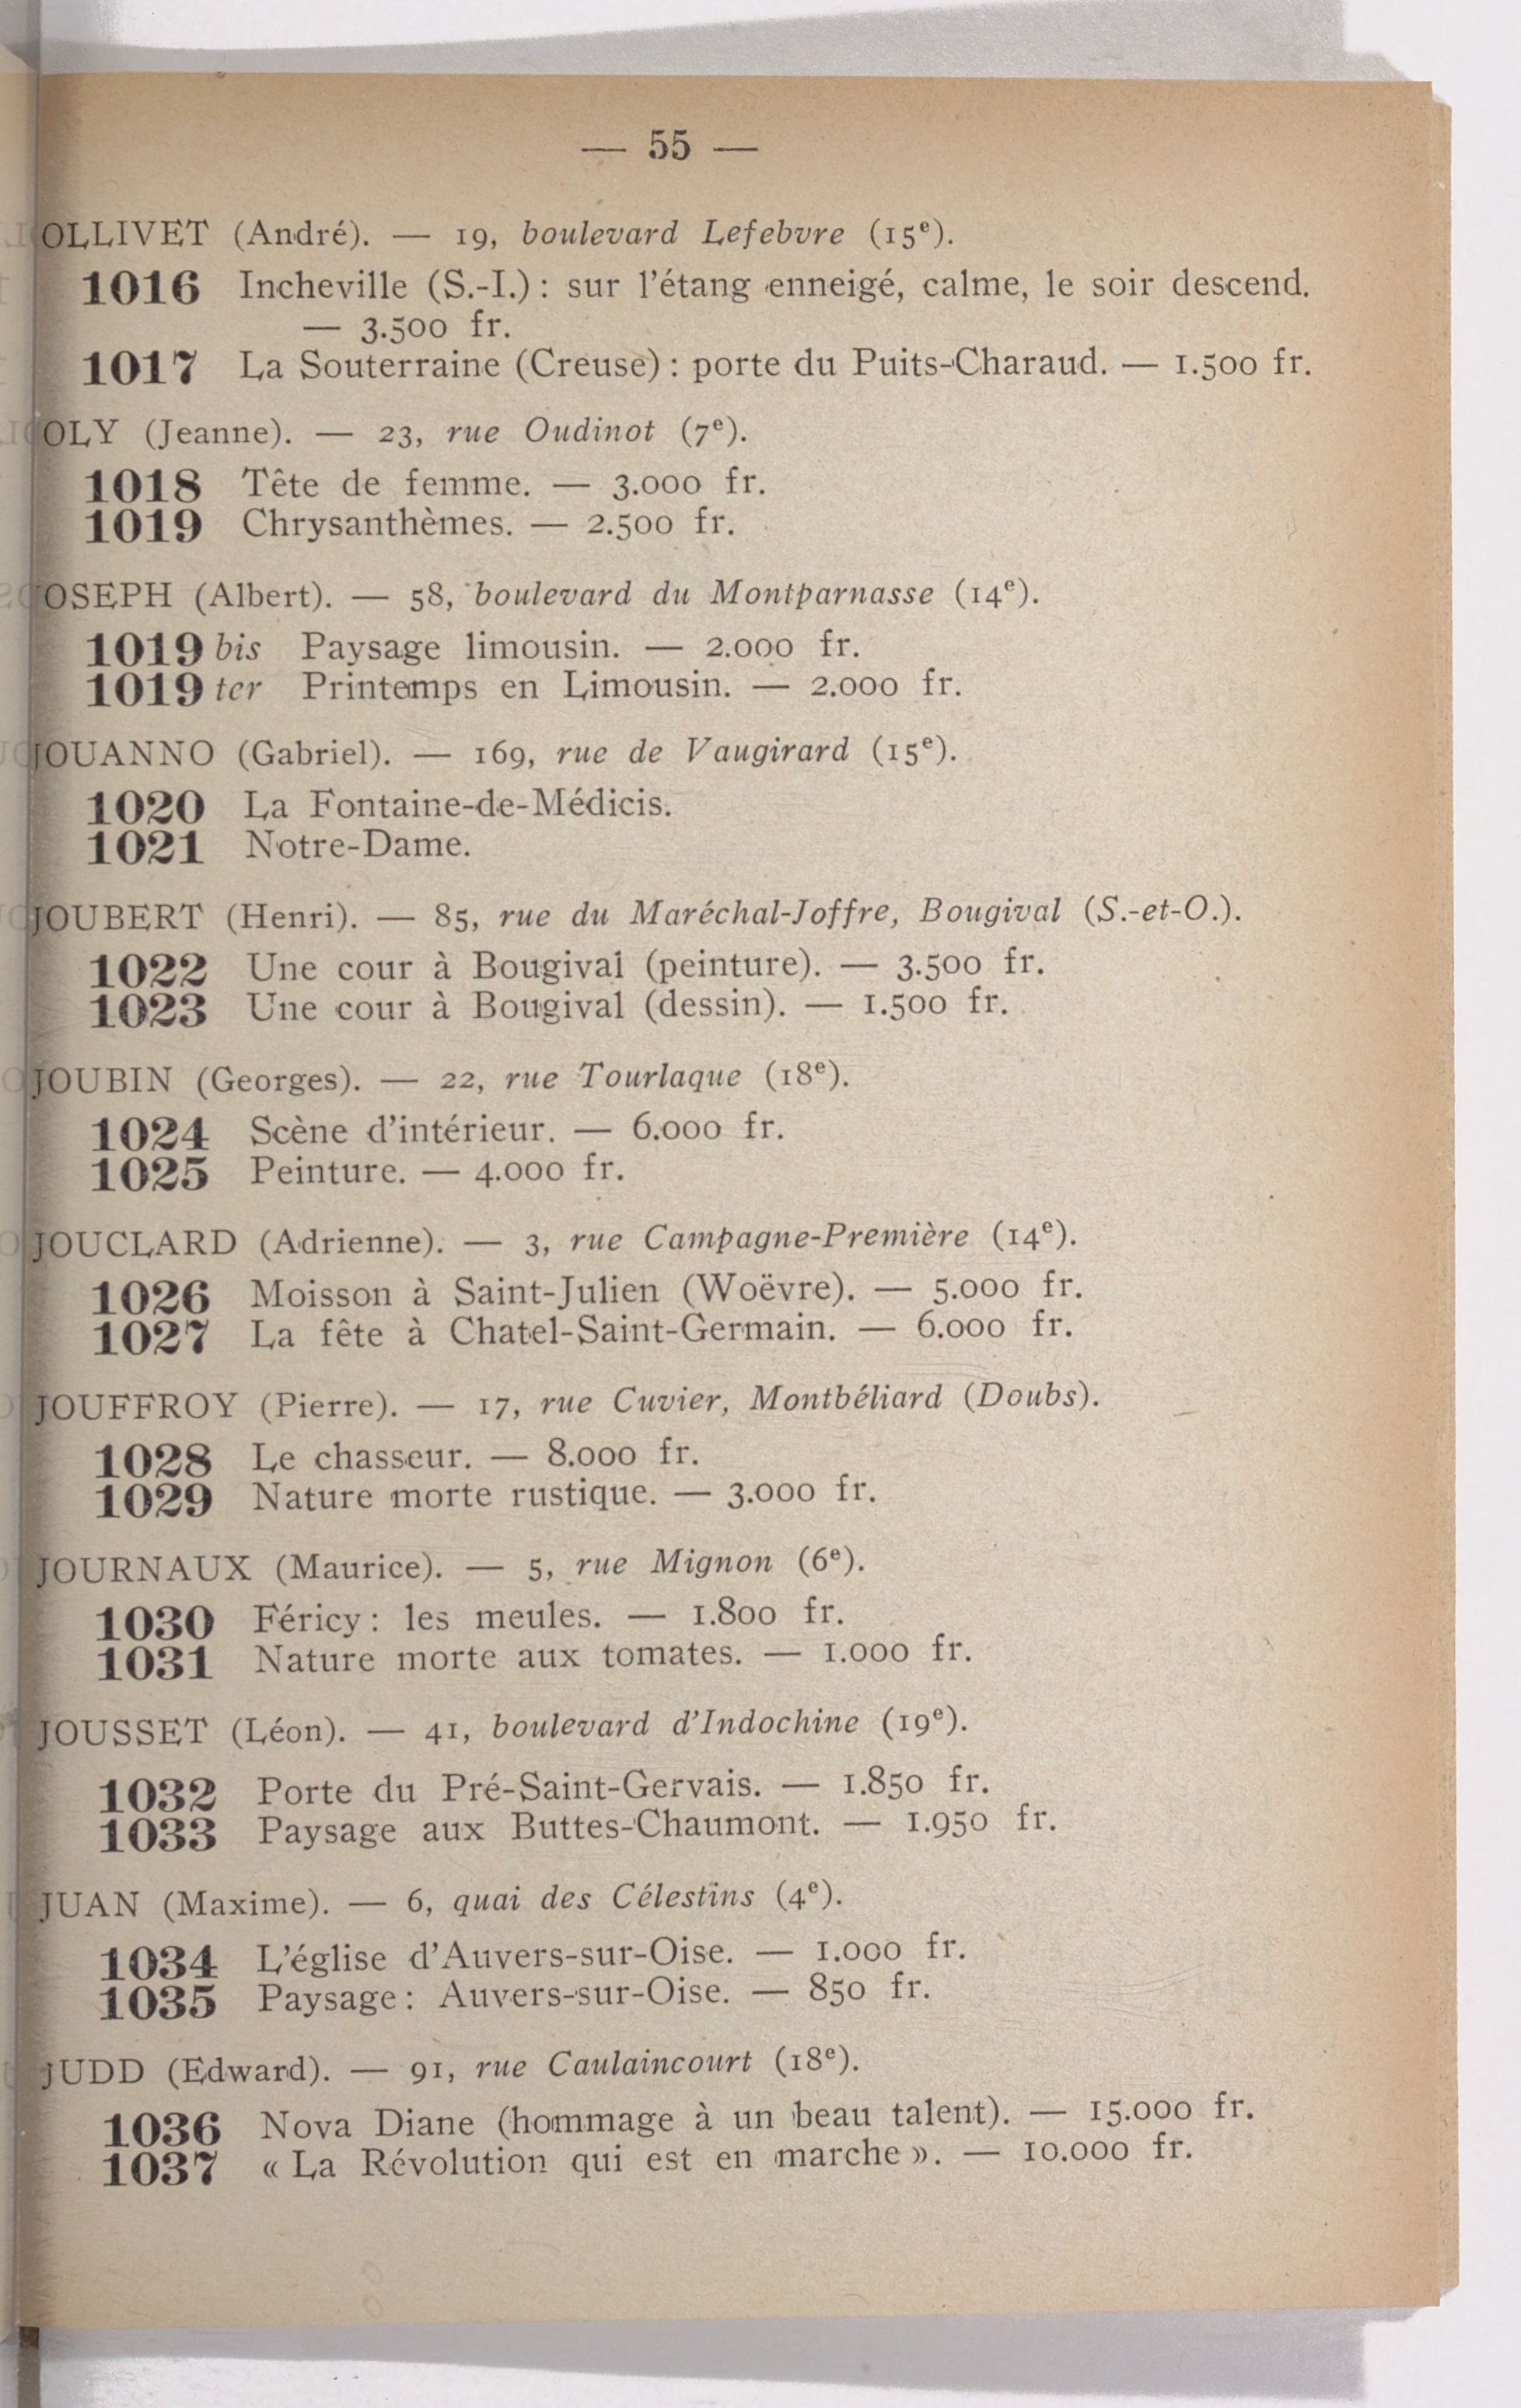 — 55 —
JOLLIVET (André). — 19, boulevard Lefebvre (15e).
1016 Incheville (S.-I.) : sur l'étang enneigé, calme, le soir descend.
— 3.500 fr.
1017 La Souterraine (Creuse) : porte du Puits-Charaud. — 1.500 fr.
JOLY (Jeanne). — 23, rue Oudinot (7e).
1018 Tête de femme. — 3.000 fr.
1019 Chrysanthèmes. — 2.500 fr.
JOSEPH (Albert). — 58, boulevard du Montparnasse (14e).
1019 bis Paysage limousin. — 2.000 fr.
1019 ter Printemps en Limousin. — 2.000 fr.
JOUANNO (Gabriel). — 169, rue de Vaugirard (15e).
1020 La Fontaine-de-Médicis.
1021 Notre-Dame.
JOUBERT (Henri). — 85, rue du Maréchal-Joffre, Bougival (S.-et-O.).
1022 Une cour à Bougival (peinture). — 3.500 fr.
1023 Une cour à Bougival (dessin). — 1.500 fr.
JOUBIN (Georges). — 22, rue Tourlaque (18e).
1024 Scène d'intérieur. — 6.000 fr.
1025 Peinture. — 4.000 fr.
JOUCLARD (Adrienne). — 3, rue Campagne-Première (14e).
1026 Moisson à Saint-Julien (Woëvre). — 5.000 fr.
1027 La fête à Chatel-Saint-Germain. — 6.000 fr.
JOUFFROY (Pierre). — 17, rue Cuvier, Montbéliard (Doubs).
1028 Le chasseur. — 8.000 fr.
1029 Nature morte rustique. — 3.000 fr.
JOURNAUX (Maurice). — 5, rue Mignon (6e).
1030 Féricy : les meules. — 1.800 fr.
1031 Nature morte aux tomates. — 1.000 fr.
JOUSSET (Léon). — 41, boulevard d'Indochine (19e).
1032 Porte du Pré-Saint-Gervais. — 1.850 fr.
1033 Paysage aux Buttes-Chaumont. — 1.950 fr.
JUAN (Maxime). — 6, quai des Célestins (4e).
1034 L'église d'Auvers-sur-Oise. — 1.000 fr.
1035 Paysage : Auvers-sur-Oise. — 850 fr.
JUDD (Edward). — 91, rue Caulaincourt (18e).
1036 Nova Diane (hommage à un beau talent). — 15.000 fr.
1037 « La Révolution qui est en marche ». — 10.000 fr.